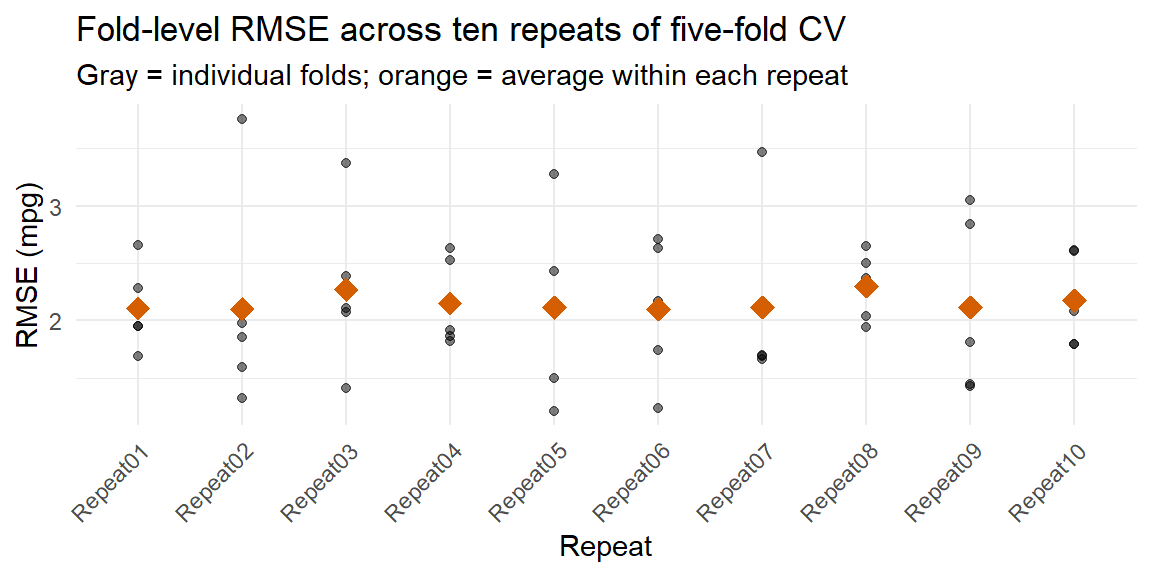 Fold-level RMSE across ten repeats of five-fold CV
Gray = individual folds; orange = average within each repeat
RMSE (mpg)
3
2
Repeat01
Repeat02
Repeat03
Repeat04
Repeat05
Repeat06
Repeat07
Repeat08
Repeat09
Repeat10
Repeat